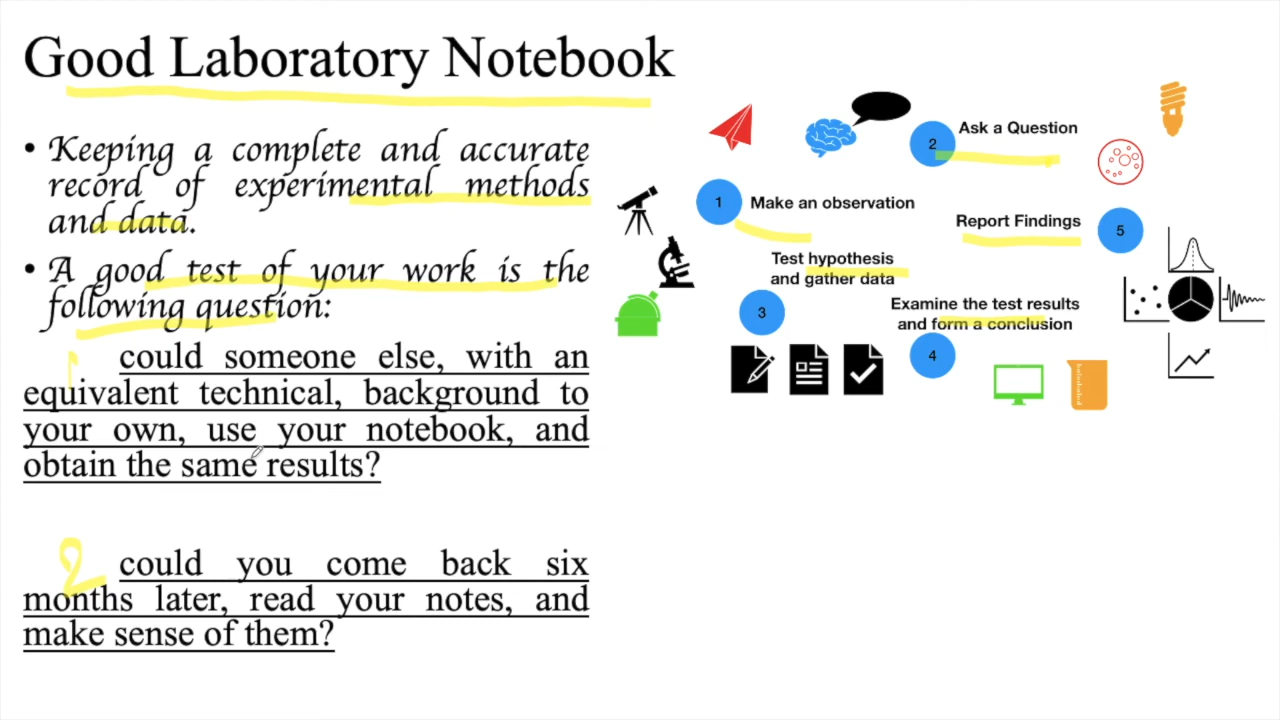 Good Laboratory Notebook
• Keeping a complete and accurate
record of experimental methods
and data.
• A good test of your work is the
following question:
1 could someone else, with an
equivalent technical, background to
your own, use your notebook, and
obtain the same results?
2 could you come back six
months later, read your notes, and
make sense of them?
2 Ask a Question
1 Make an observation
Report Findings 5
Test hypothesis
and gather data
3
Examine the test results
and form a conclusion
4